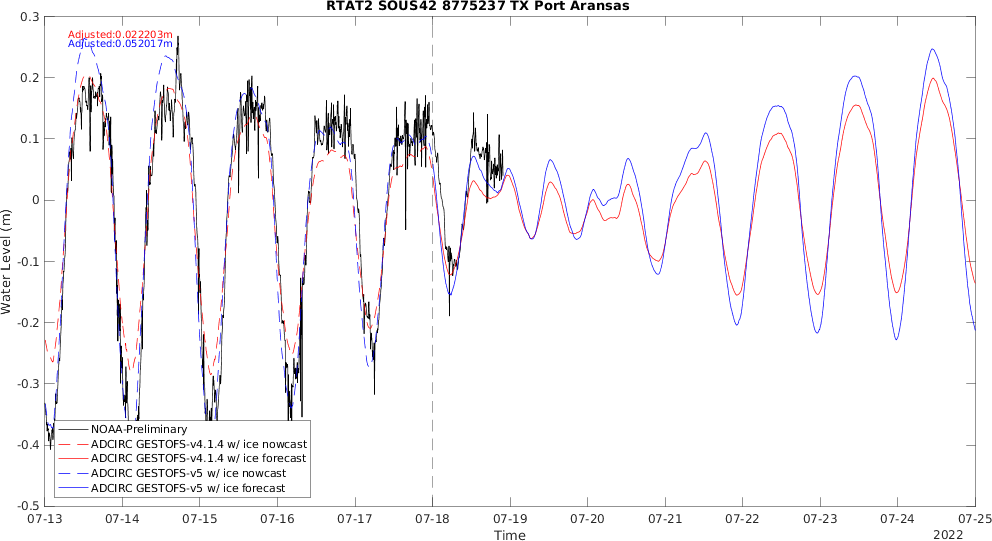 RTAT2 SOUS42 8775237 TX Port Aransas
Adjusted:0.022203m
Adjusted:0.052017m
Water Level (m)
0.3
0.2
0.1
0
-0.1
-0.2
-0.3
-0.4
-0.5
NOAA-Preliminary
ADCIRC GESTOFS-v4.1.4 w/ ice nowcast
ADCIRC GESTOFS-v4.1.4 w/ ice forecast
ADCIRC GESTOFS-v5 w/ ice nowcast
ADCIRC GESTOFS-v5 w/ ice forecast
07-13 07-14 07-15 07-16 07-17 07-18 07-19 07-20 07-21 07-22 07-23 07-24 07-25
Time
2022